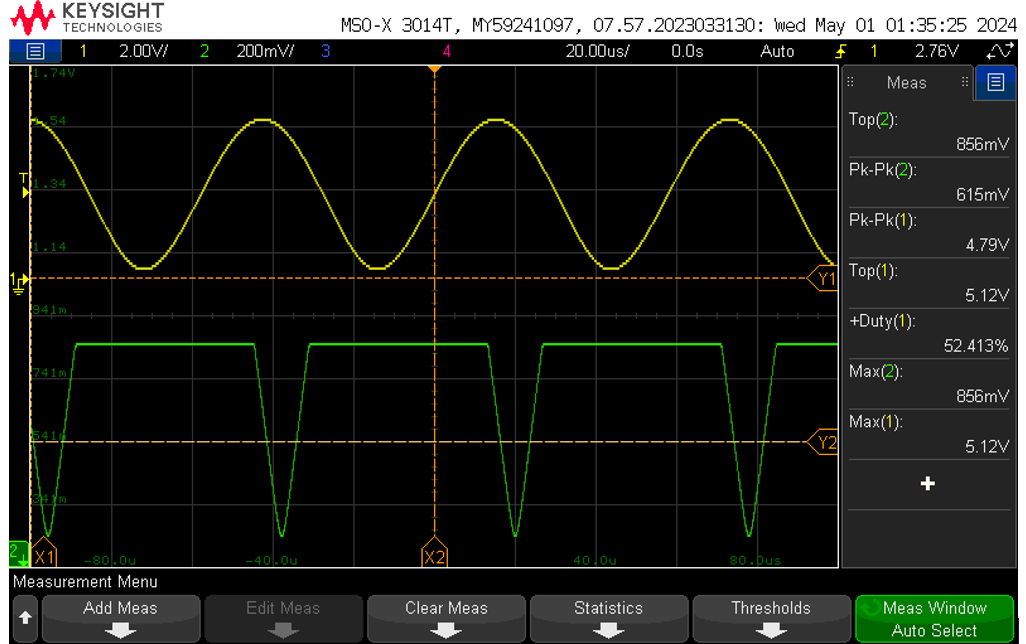 KEYSIGHT
TECHNOLOGIES
MSO-X 3014T, MY59241097, 07.57.2023033130: Wed May 01 01:35:25 2024
1 2.00V/ 2 200mV/ 3 4 20.00us/ 0.0s Auto 1 2.76V
1.74V
1.54
T
1.34
1.14
1
Y1
941m
741m
541m
Y2
341m
2
X1 -80.0u -40.0u X2 40.0u 80.0us
Meas
Top(2):
856mV
Pk-Pk(2):
615mV
Pk-Pk(1):
4.79V
Top(1):
5.12V
+Duty(1):
52.413%
Max(2):
856mV
Max(1):
5.12V
Measurement Menu
Add Meas
Edit Meas
Clear Meas
Statistics
Thresholds
Meas Window
Auto Select